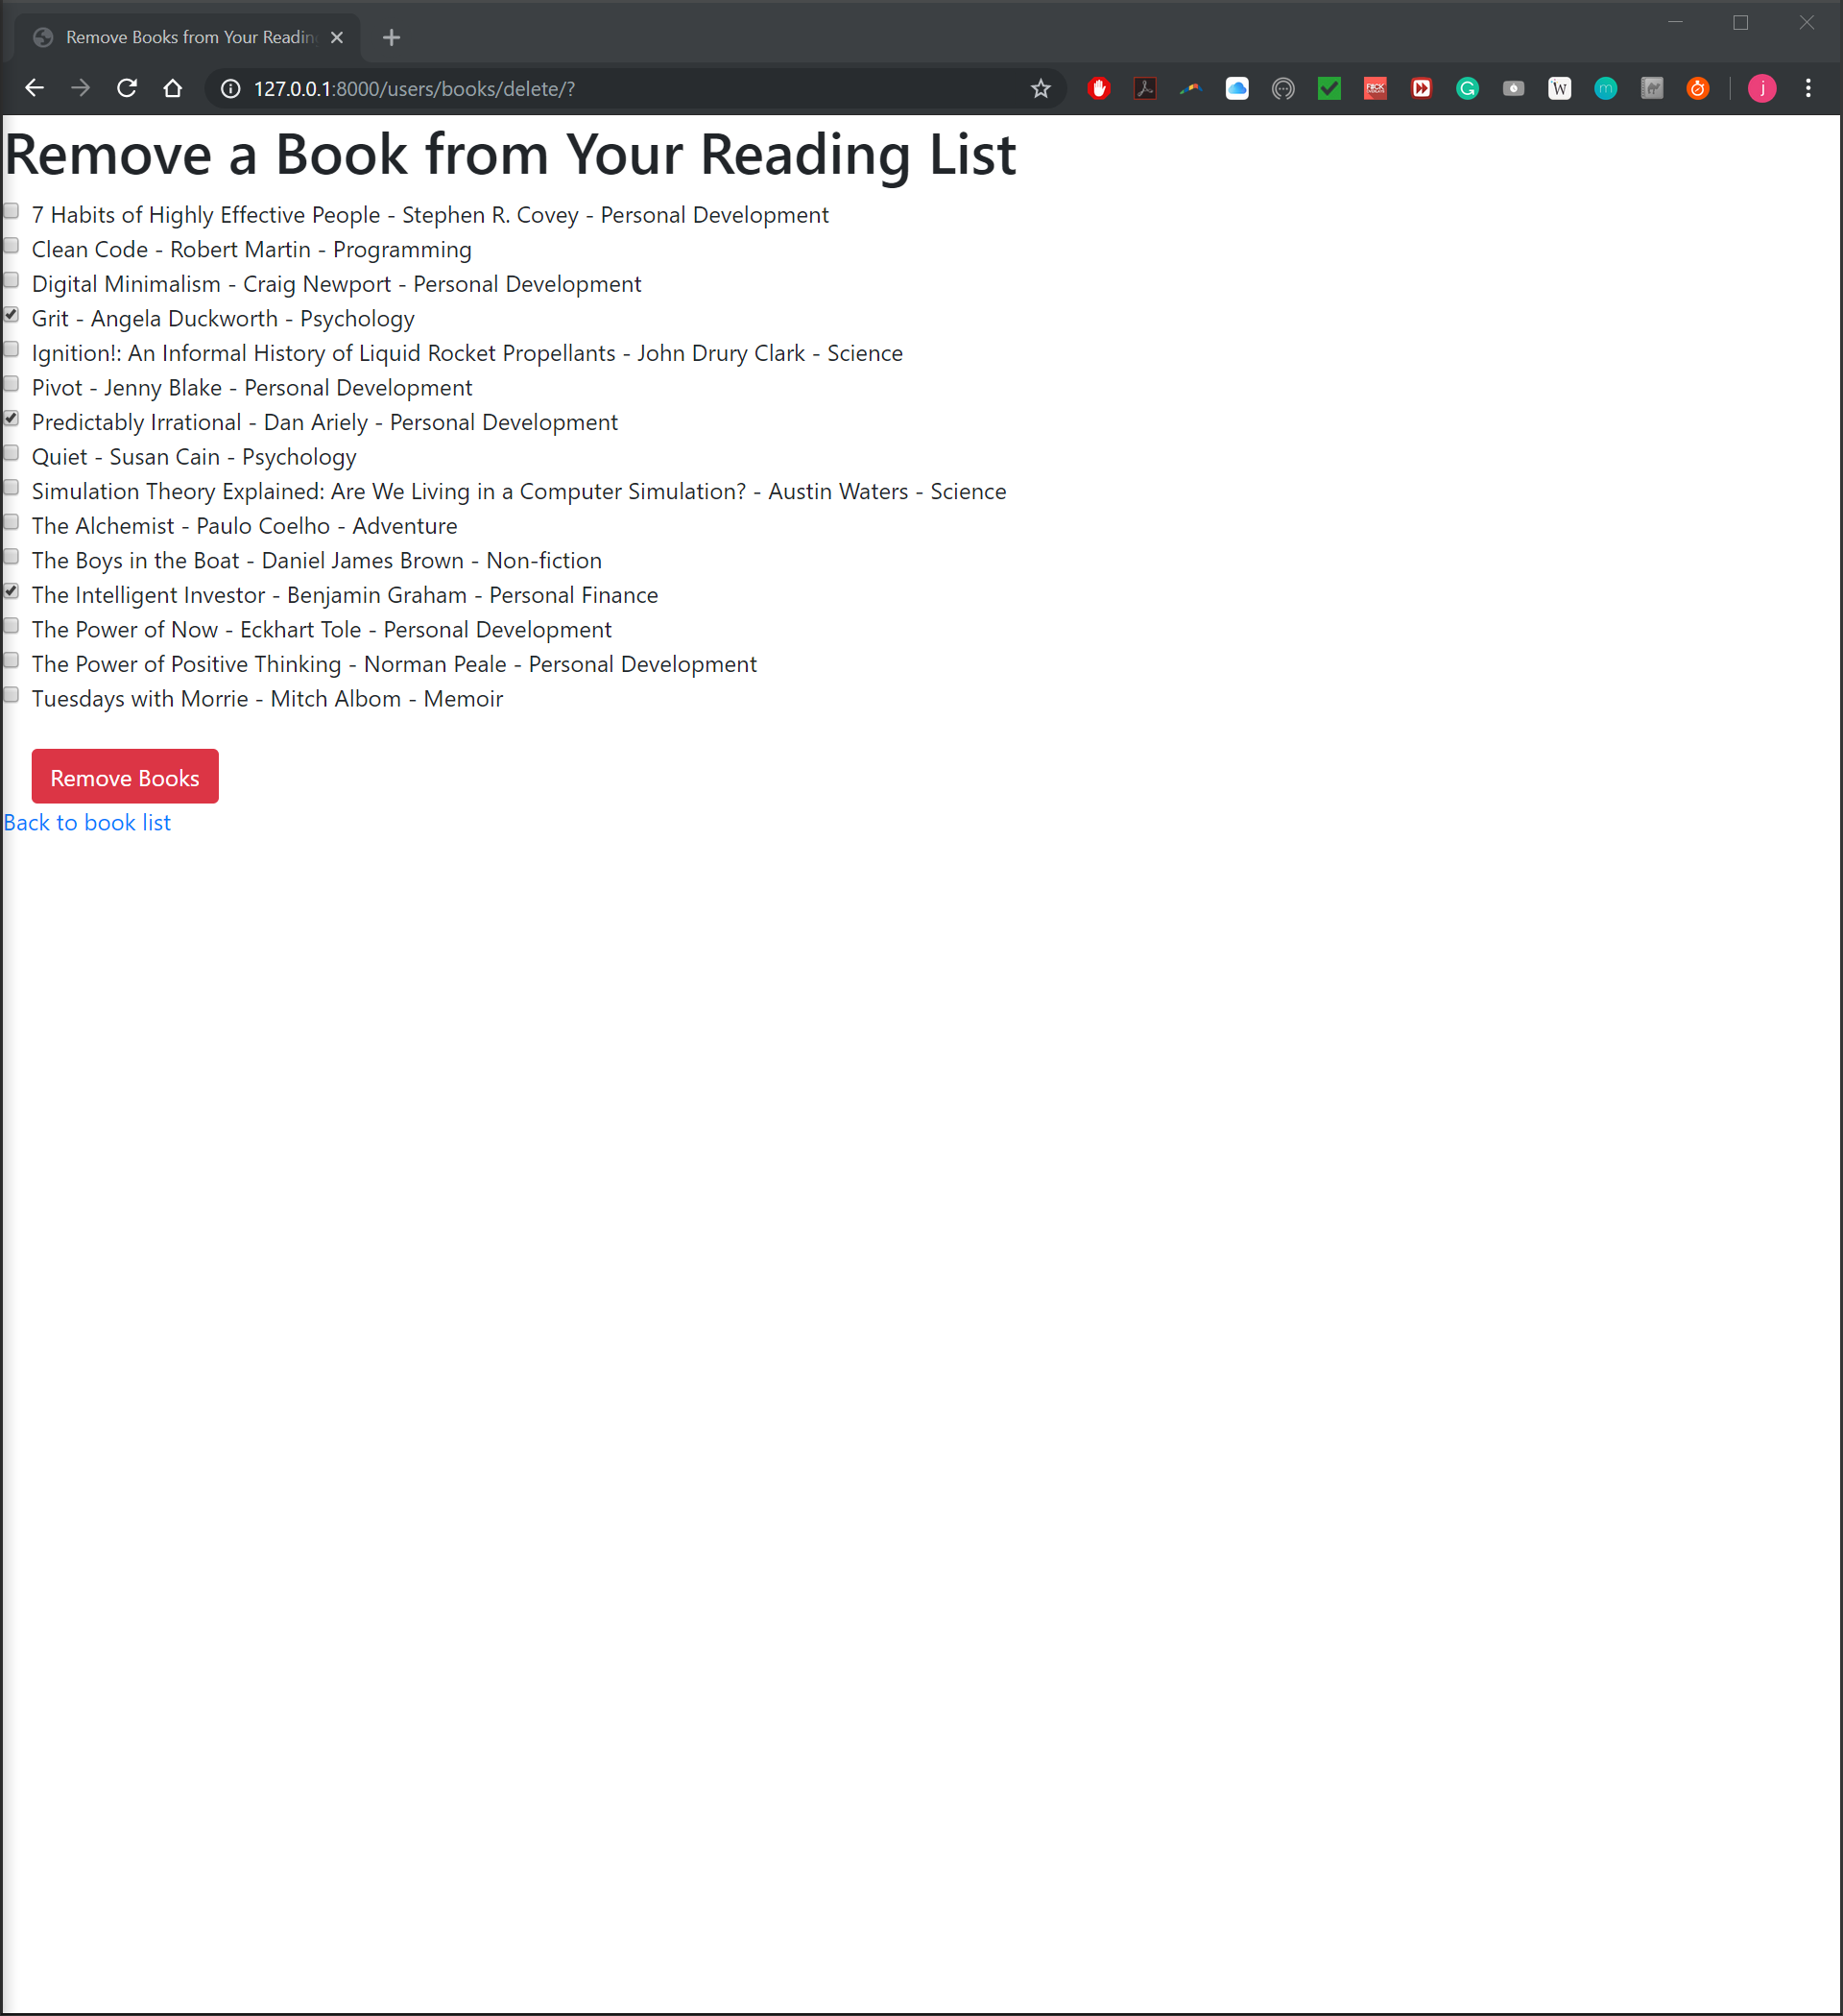 Remove Books from Your Readin
127.0.0.1:8000/users/books/delete/?
Remove a Book from Your Reading List
7 Habits of Highly Effective People - Stephen R. Covey - Personal Development
Clean Code - Robert Martin - Programming
Digital Minimalism - Craig Newport - Personal Development
Grit - Angela Duckworth - Psychology
Ignition!: An Informal History of Liquid Rocket Propellants - John Drury Clark - Science
Pivot - Jenny Blake - Personal Development
Predictably Irrational - Dan Ariely - Personal Development
Quiet - Susan Cain - Psychology
Simulation Theory Explained: Are We Living in a Computer Simulation? - Austin Waters - Science
The Alchemist - Paulo Coelho - Adventure
The Boys in the Boat - Daniel James Brown - Non-fiction
The Intelligent Investor - Benjamin Graham - Personal Finance
The Power of Now - Eckhart Tole - Personal Development
The Power of Positive Thinking - Norman Peale - Personal Development
Tuesdays with Morrie - Mitch Albom - Memoir
Remove Books
Back to book list